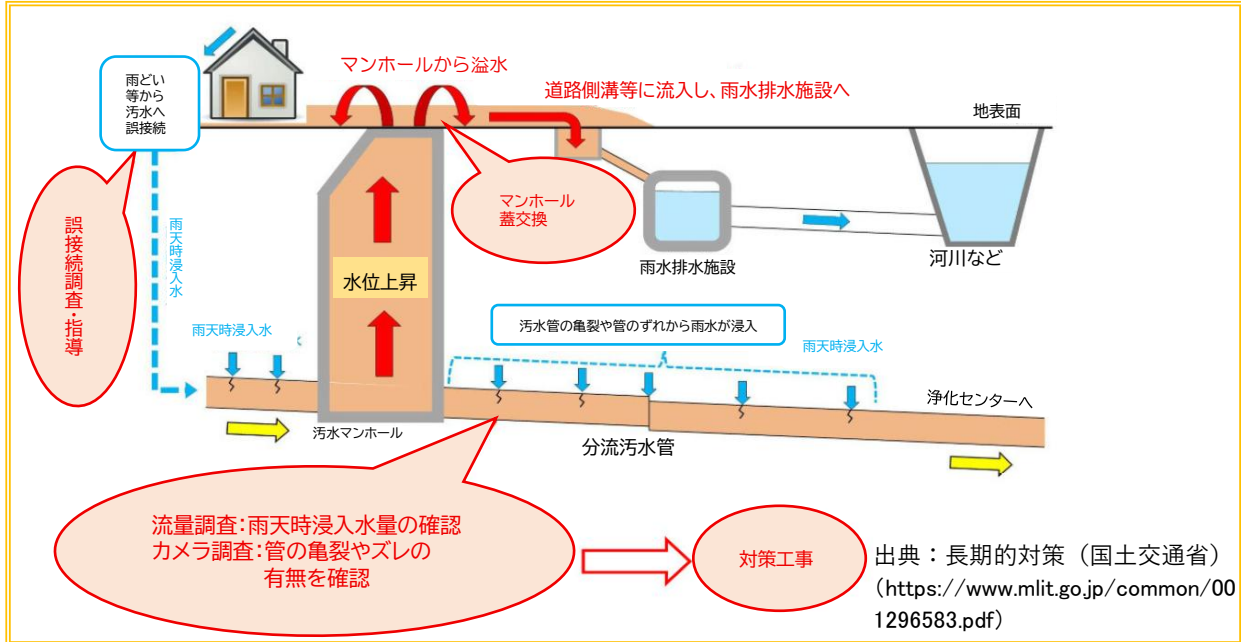 雨どい
等から
汚水へ
誤接続
マンホールから溢水
道路側溝等に流入し、雨水排水施設へ
地表面
誤接続調査・指導
雨天時浸入水
マンホール
蓋交換
雨水排水施設
河川など
水位上昇
雨天時浸入水
汚水管の亀裂や管のずれから雨水が浸入
雨天時浸入水
浄化センターへ
汚水マンホール
分流汚水管
流量調査：雨天時浸入水量の確認
カメラ調査：管の亀裂やズレの
有無を確認
対策工事
出典：長期的対策（国土交通省）
（https://www.mlit.go.jp/common/00
1296583.pdf）